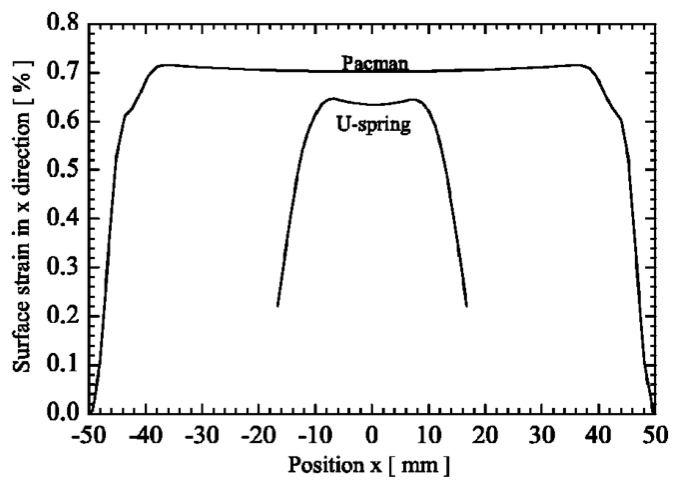 Surface strain in x direction [ % ]
0.8
0.7
0.6
0.5
0.4
0.3
0.2
0.1
0.0
Pacman
U-spring
-50 -40 -30 -20 -10 0 10 20 30 40 50
Position x [ mm ]